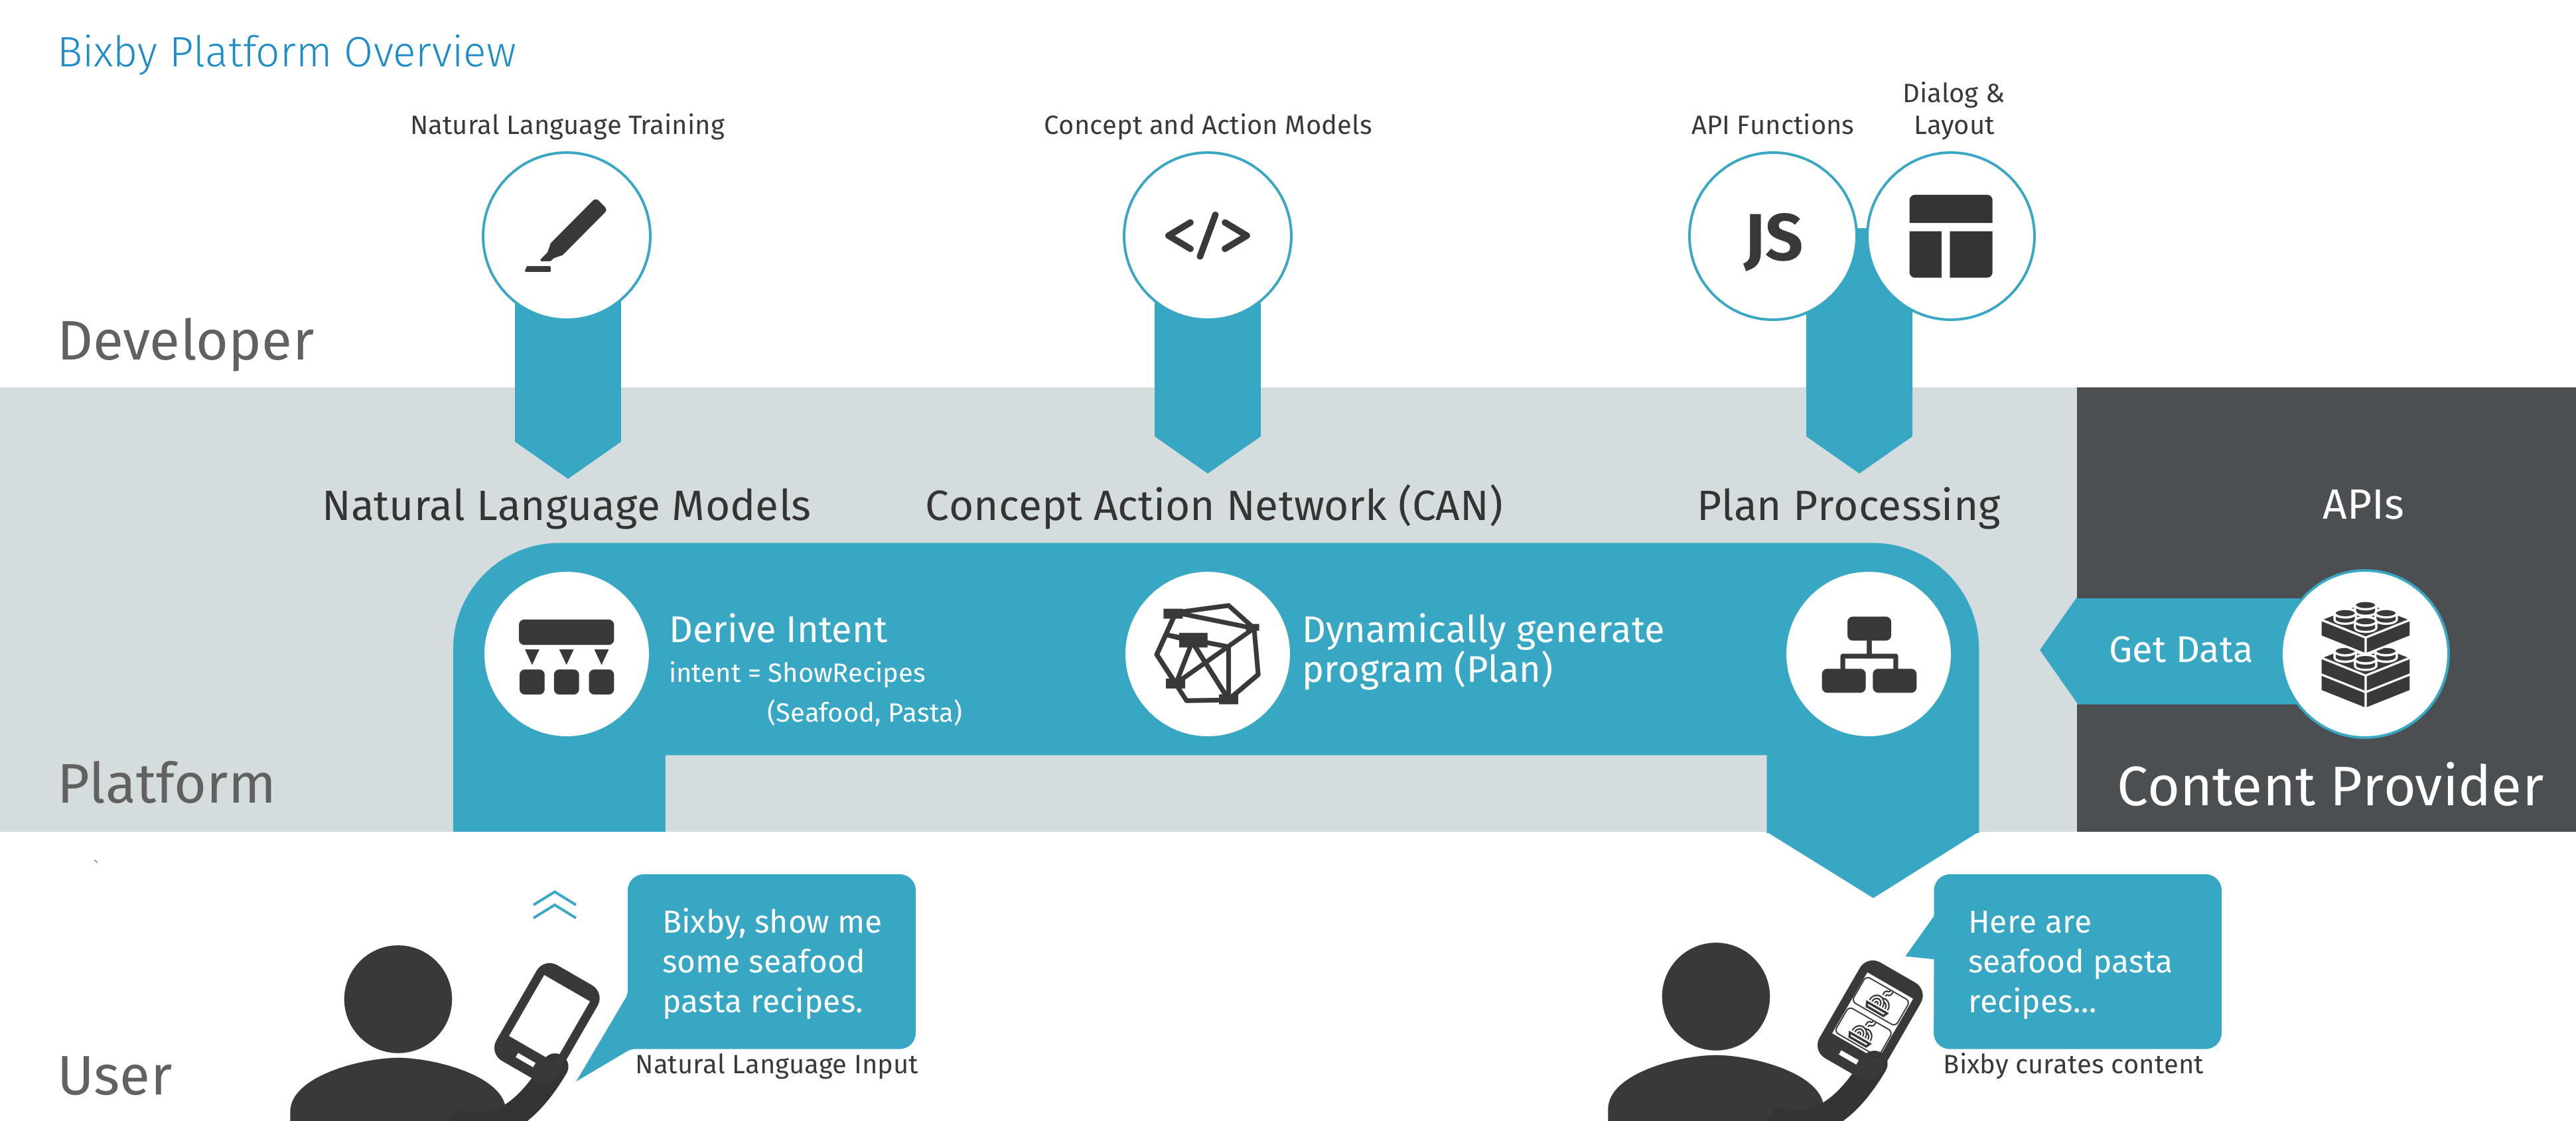 Bixby Platform Overview
Natural Language Training
Concept and Action Models
API Functions
Dialog &
Layout
JS
</>
Developer
Natural Language Models
Concept Action Network (CAN)
Plan Processing
APIs
Derive Intent
intent = ShowRecipes
(Seafood, Pasta)
Dynamically generate
program (Plan)
Get Data
Platform
Content Provider
`
Bixby, show me
some seafood
pasta recipes.
Natural Language Input
Here are
seafood pasta
recipes...
Bixby curates content
User